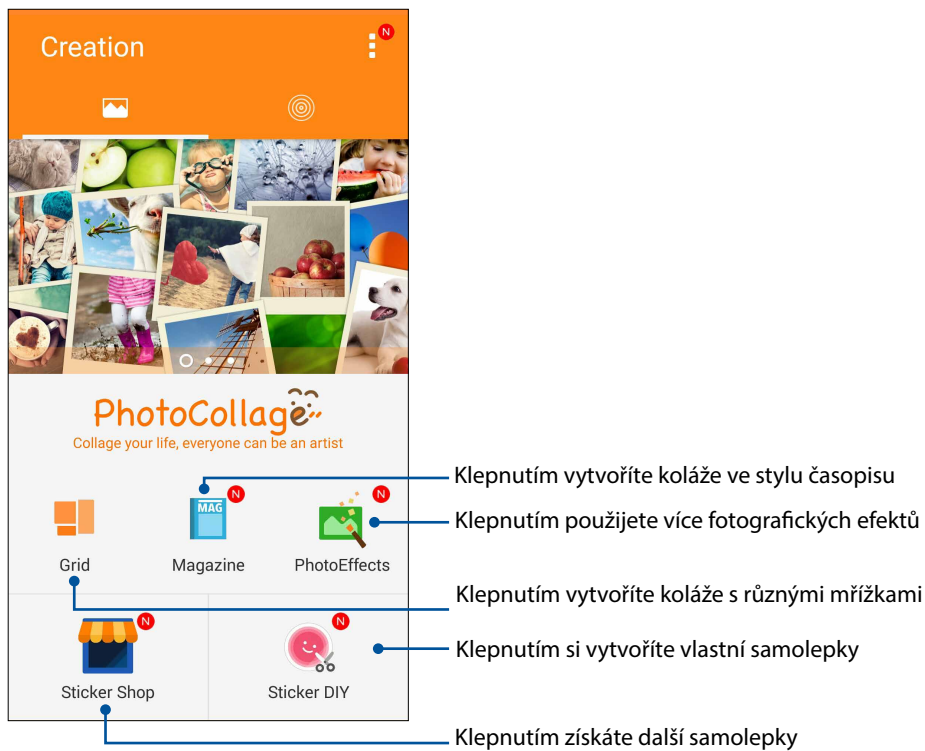 Creation
N
PhotoCollage
Collage your life, everyone can be an artist
Klepnutím vytvoříte koláže ve stylu časopisu
N
N
MAG
Klepnutím použijete více fotografických efektů
Grid
Magazine
PhotoEffects
Klepnutím vytvoříte koláže s různými mřížkami
N
N
Klepnutím si vytvoříte vlastní samolepky
Sticker Shop
Sticker DIY
Klepnutím získáte další samolepky